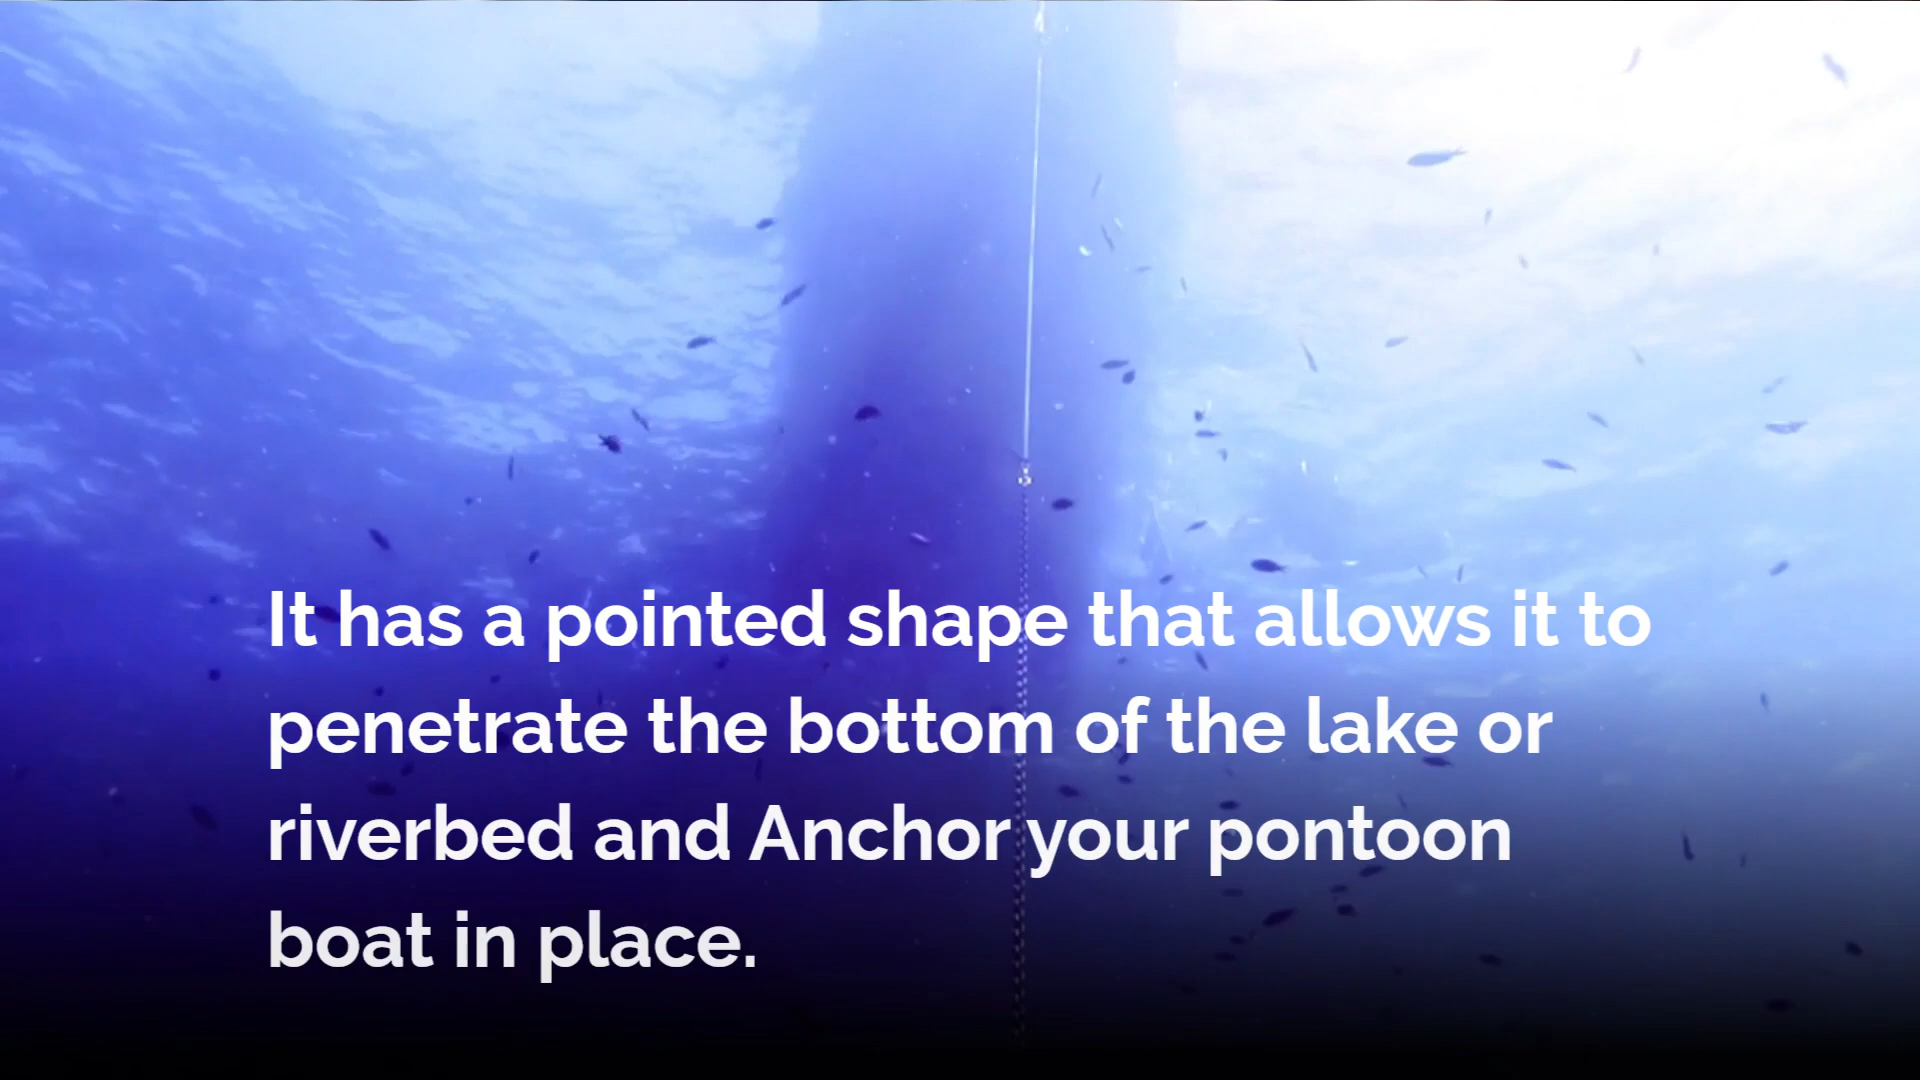 It has a pointed shape that allows it to
penetrate the bottom of the lake or
riverbed and Anchor your pontoon
boat in place.